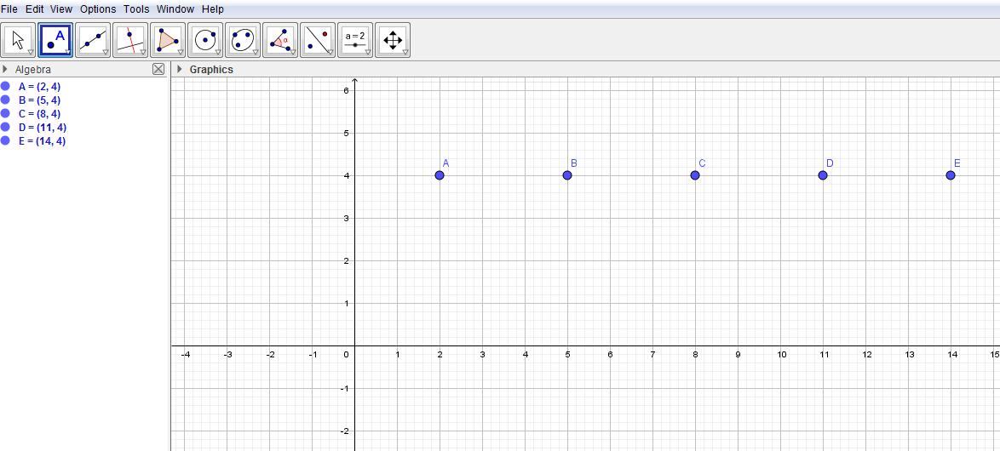 File Edit View Options Tools Window Help
A α a=2
Algebra
Graphics
A = (2, 4)
B = (5, 4)
C = (8, 4)
D = (11, 4)
E = (14, 4)
6
5
A B C D E
4
3
2
1
-4 -3 -2 -1 0 1 2 3 4 5 6 7 8 9 10 11 12 13 14 15
-1
-2